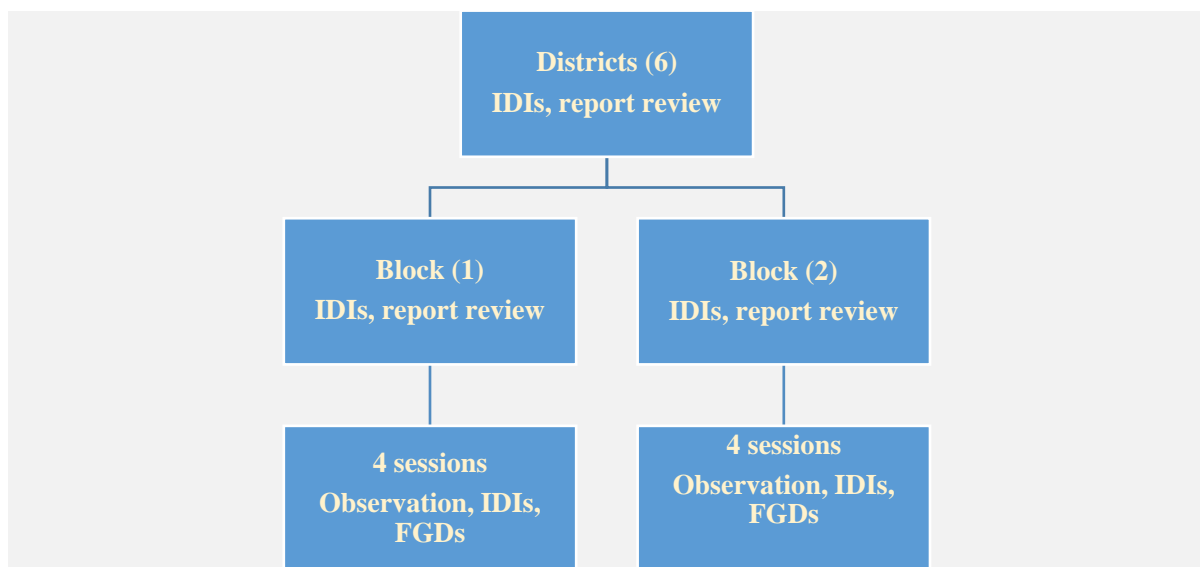 Districts (6)
IDIs, report review
Block (1)
IDIs, report review
Block (2)
IDIs, report review
4 sessions
Observation, IDIs,
FGDs
4 sessions
Observation, IDIs,
FGDs